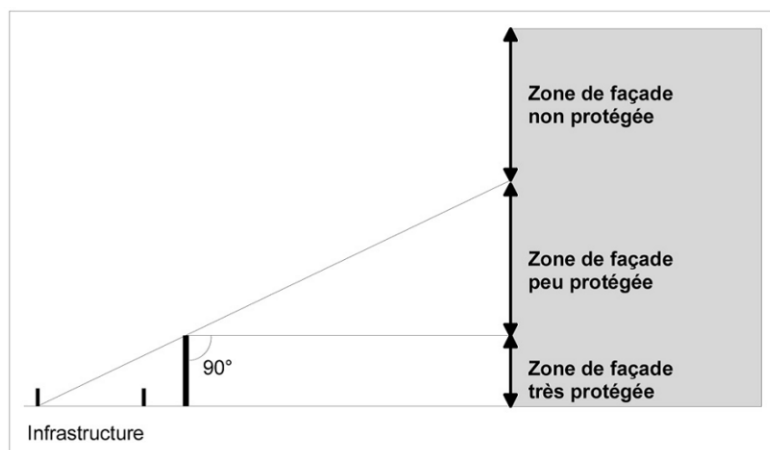 Zone de façade
non protégée
Zone de façade
peu protégée
90°
Zone de façade
très protégée
Infrastructure